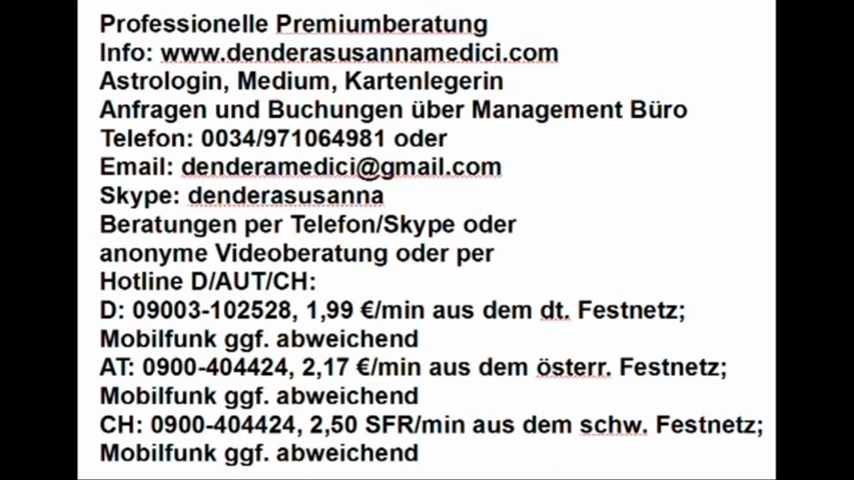 Professionelle Premiumberatung
Info: www.denderasusannamedici.com
Astrologin, Medium, Kartenlegerin
Anfragen und Buchungen über Management Büro
Telefon: 0034/971064981 oder
Email: denderamedici@gmail.com
Skype: denderasusanna
Beratungen per Telefon/Skype oder
anonyme Videoberatung oder per
Hotline D/AUT/CH:
D: 09003-102528, 1,99 €/min aus dem dt. Festnetz;
Mobilfunk ggf. abweichend
AT: 0900-404424, 2,17 €/min aus dem österr. Festnetz;
Mobilfunk ggf. abweichend
CH: 0900-404424, 2,50 SFR/min aus dem schw. Festnetz;
Mobilfunk ggf. abweichend